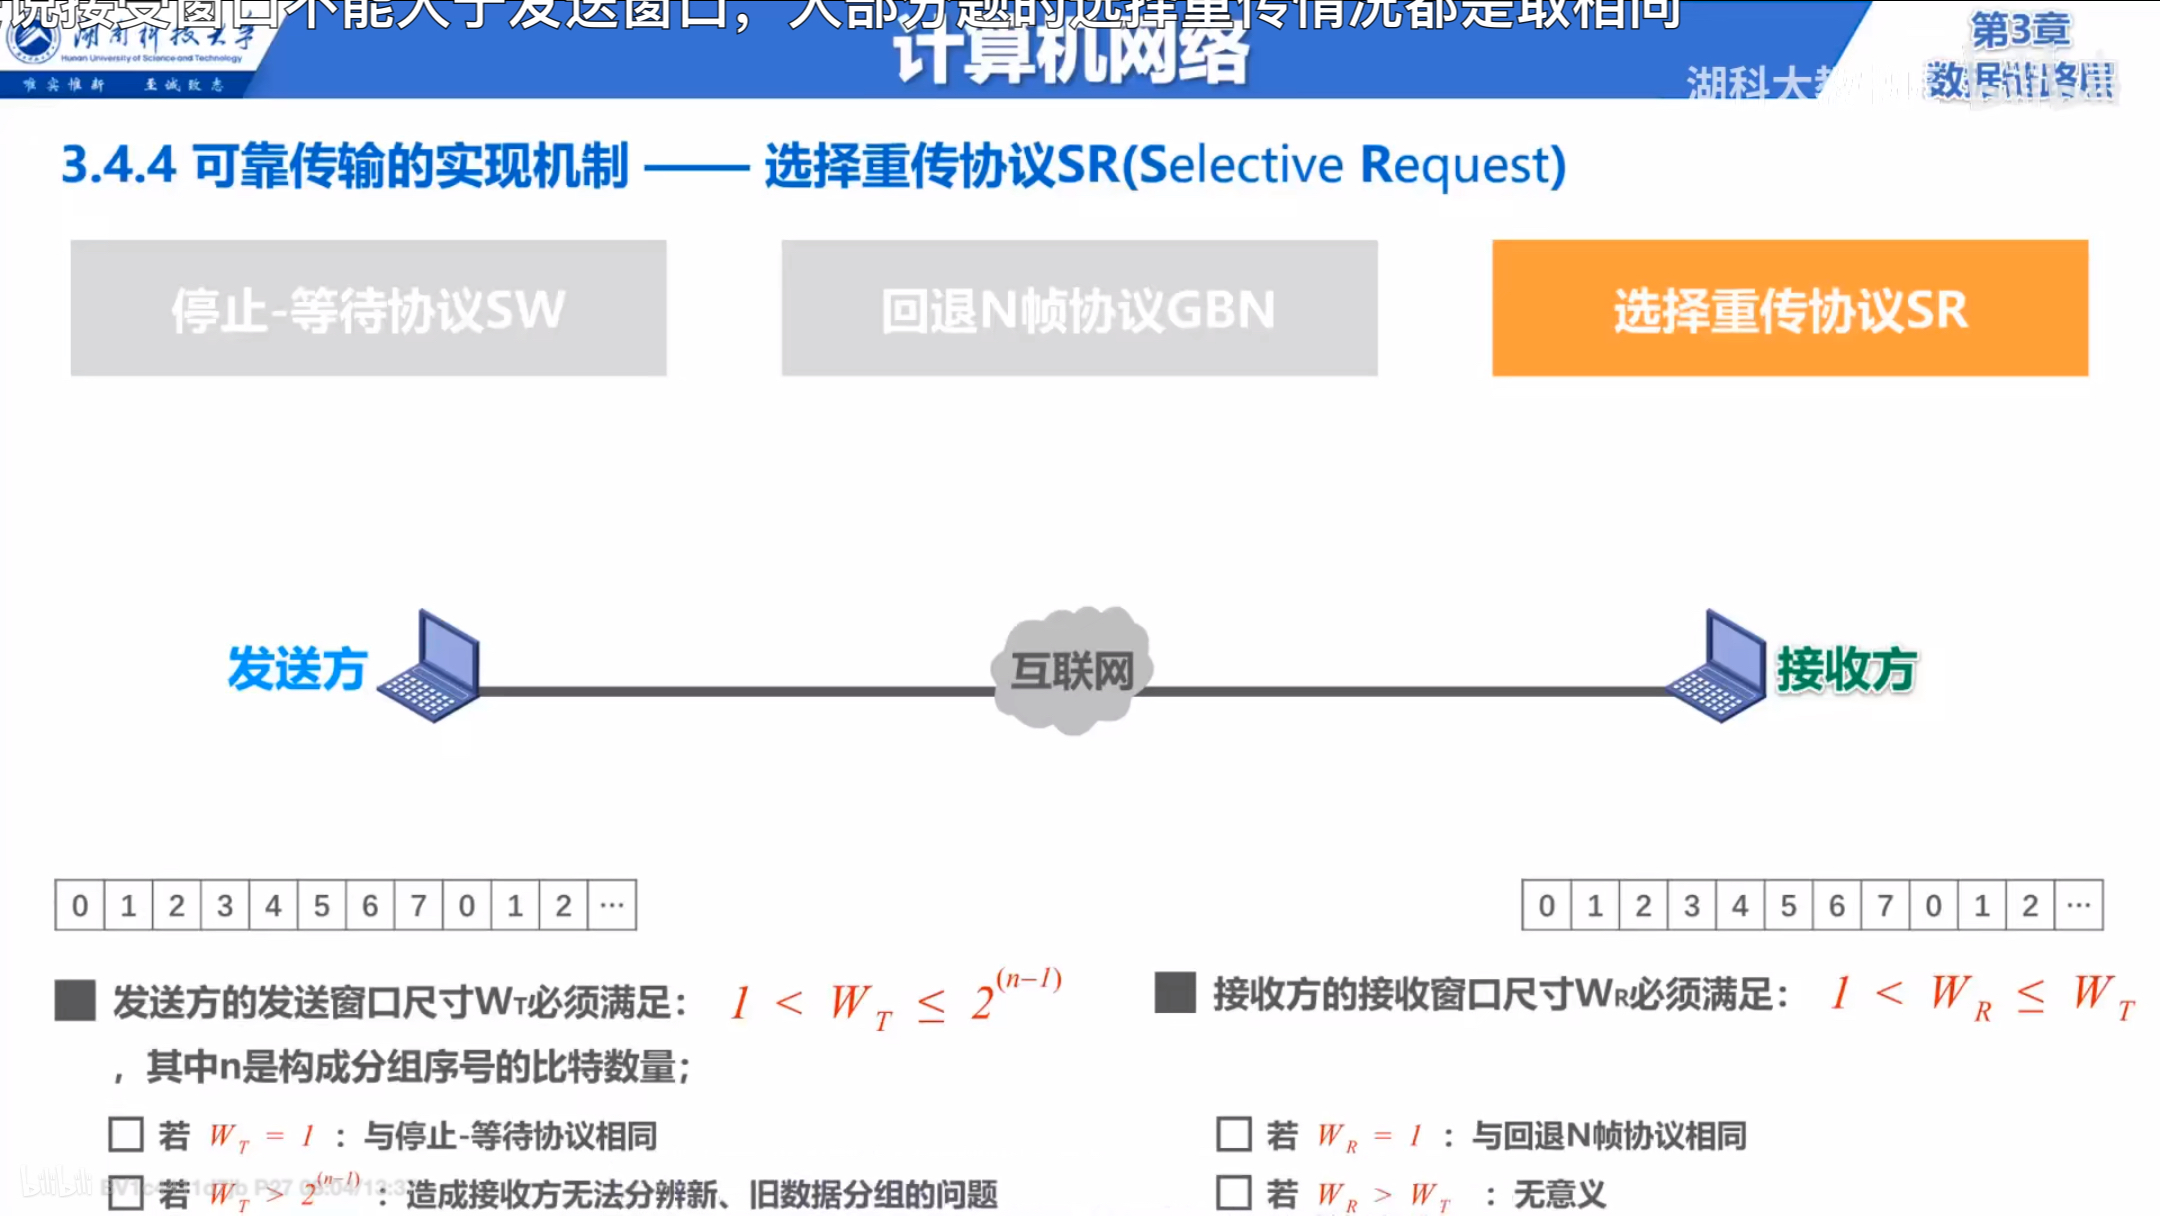 说接受窗口不能大于发送窗口，大部分题的选择重传情况都是取相同
湖南科技大学
Hunan University of Science and Technology
唯实惟新 至诚致志
计算机网络
第3章
数据链路层
湖科大教
3.4.4 可靠传输的实现机制 —— 选择重传协议SR(Selective Request)
停止-等待协议SW
回退N帧协议GBN
选择重传协议SR
发送方
互联网
接收方
0 1 2 3 4 5 6 7 0 1 2 ···
0 1 2 3 4 5 6 7 0 1 2 ···
发送方的发送窗口尺寸WT必须满足： 1 < W_T ≤ 2^(n−1)
，其中n是构成分组序号的比特数量；
若 W_T = 1 ：与停止-等待协议相同
若 W_T > 2^(n−1) ：造成接收方无法分辨新、旧数据分组的问题
接收方的接收窗口尺寸WR必须满足： 1 < W_R ≤ W_T
若 W_R = 1 ：与回退N帧协议相同
若 W_R > W_T ：无意义
bilibili